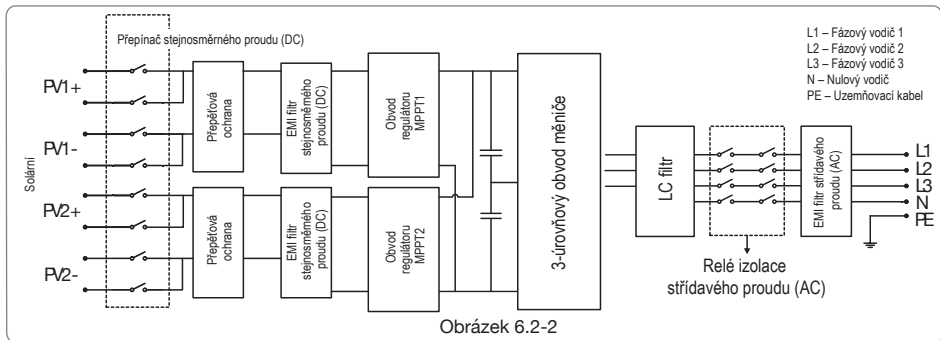 Přepínač stejnosměrného proudu (DC)
Solární
PV1+
PV1-
PV2+
PV2-
Přepěťová
ochrana
EMI filtr
stejnosměrného
proudu (DC)
Obvod
regulátoru
MPPT1
Přepěťová
ochrana
EMI filtr
stejnosměrného
proudu (DC)
Obvod
regulátoru
MPPT2
3-úrovňový obvod měniče
LC filtr
Relé izolace
střídavého proudu (AC)
EMI filtr střídavého
proudu (AC)
L1
L2
L3
N
PE
L1 – Fázový vodič 1
L2 – Fázový vodič 2
L3 – Fázový vodič 3
N – Nulový vodič
PE – Uzemňovací kabel
Obrázek 6.2-2